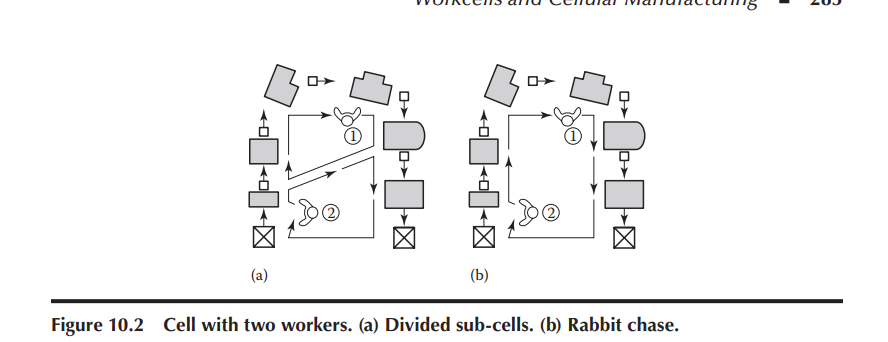 Workcells and Cellular Manufacturing ■ 285
1
1
2
2
(a)
(b)
Figure 10.2 Cell with two workers. (a) Divided sub-cells. (b) Rabbit chase.